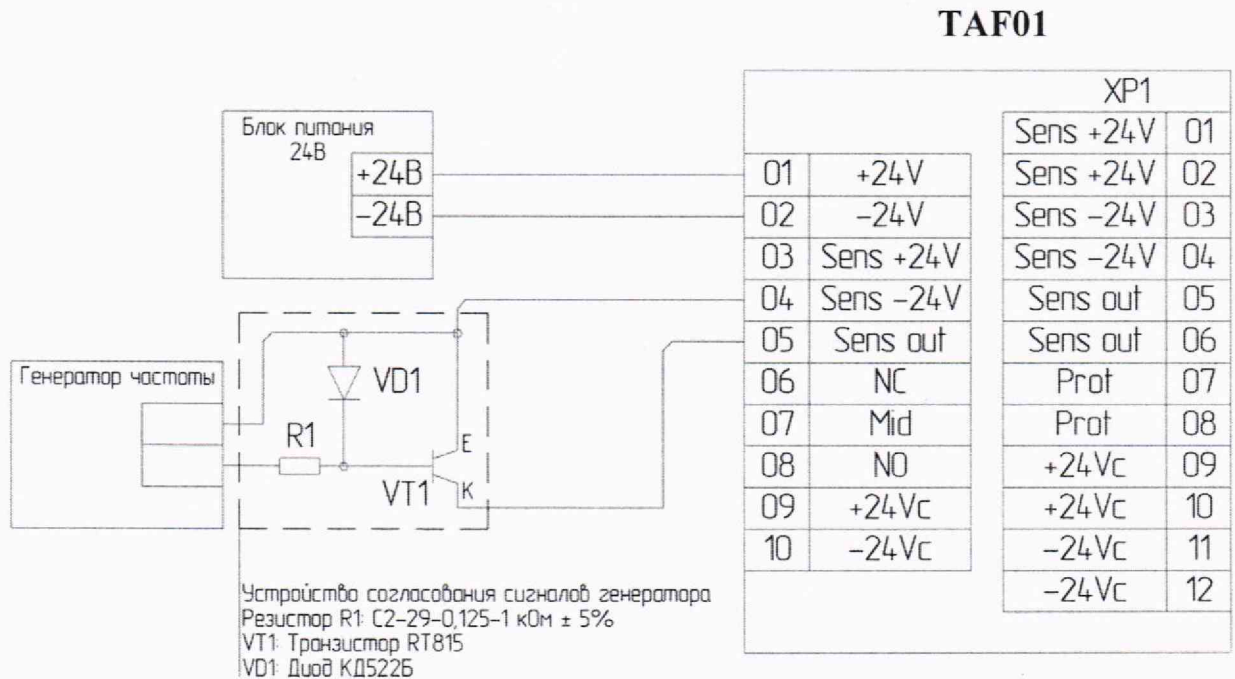 TAF01
XP1
Блок питания
24В
+24В
−24В
Генератор частоты
R1
VD1
VT1
E
K
01 +24V
02 −24V
03 Sens +24V
04 Sens −24V
05 Sens out
06 NC
07 Mid
08 NO
09 +24Vc
10 −24Vc
Sens +24V 01
Sens +24V 02
Sens −24V 03
Sens −24V 04
Sens out 05
Sens out 06
Prot 07
Prot 08
+24Vc 09
+24Vc 10
−24Vc 11
−24Vc 12
Устройство согласования сигналов генератора
Резистор R1: С2−29−0,125−1 кОм ± 5%
VT1: Транзистор RT815
VD1: Диод КД522Б